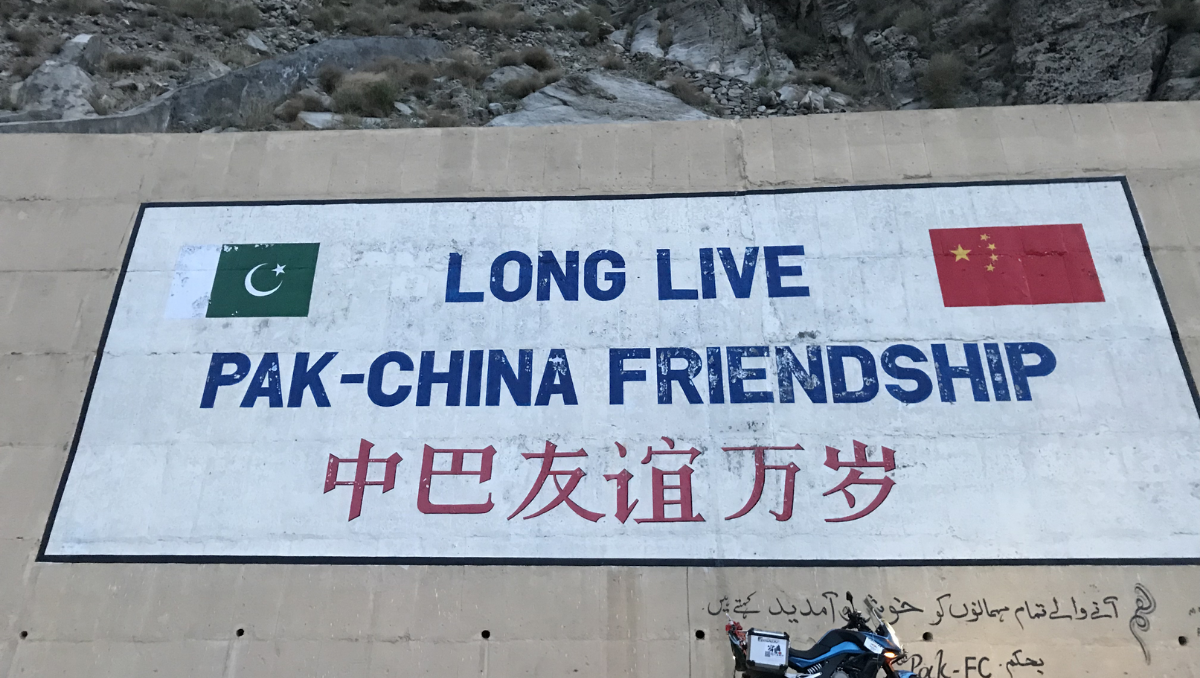 LONG LIVE
PAK-CHINA FRIENDSHIP
中巴友谊万岁
آنے والے تمام مہمانوں کو خوش آمدید کہتے ہیں
بحکم Pak-FC